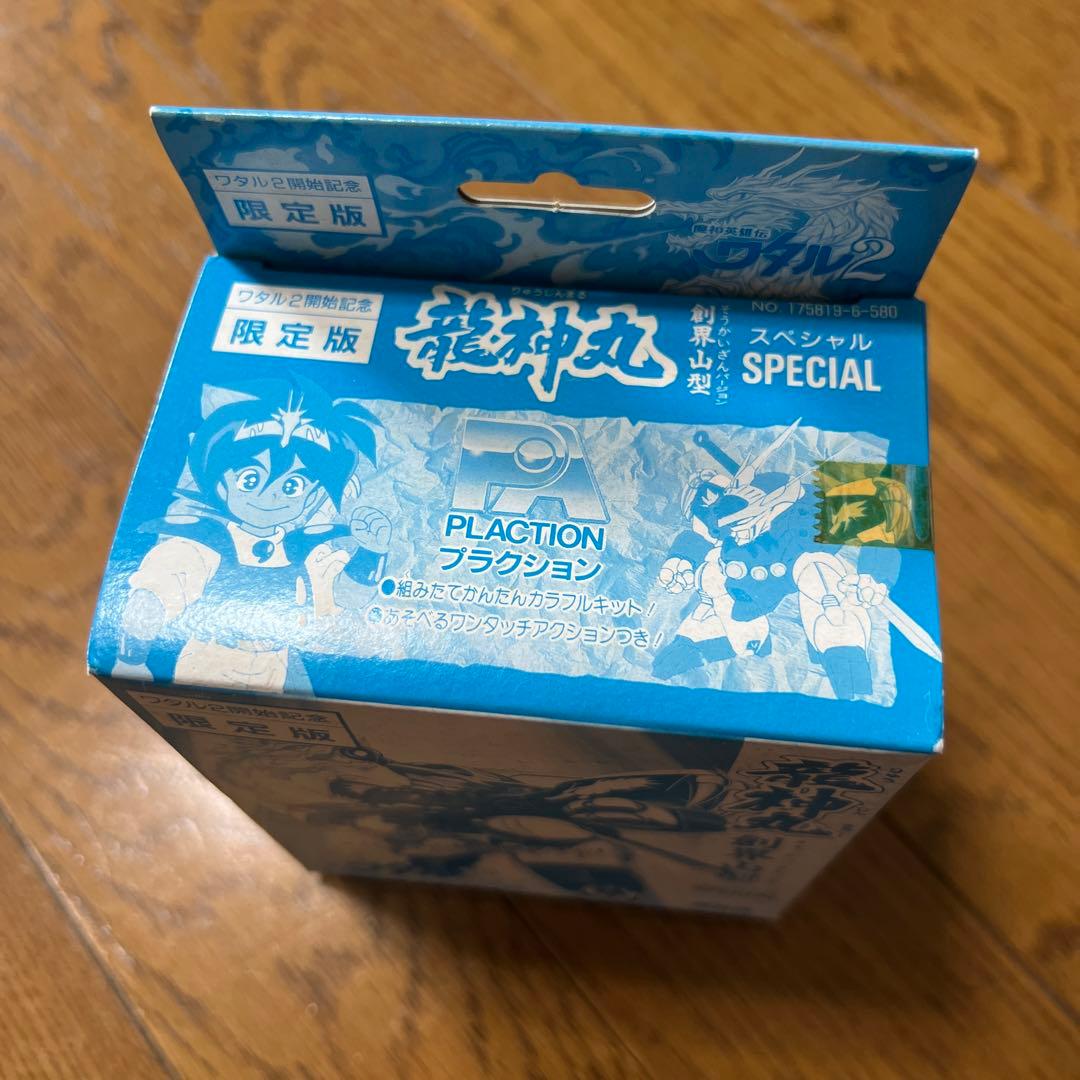 ワタル2開始記念
限定版
魔神英雄伝
ワタル2
ワタル2開始記念
限定版
りゅうじんまる
龍神丸
そうかいざんバージョン
創界山型
NO. 175819-6-580
スペシャル
SPECIAL
PA
PLACTION
プラクション
●組みたてかんたんカラフルキット!
●あそべるワンタッチアクションつき!
ワタル2開始記念
限定版
龍神丸